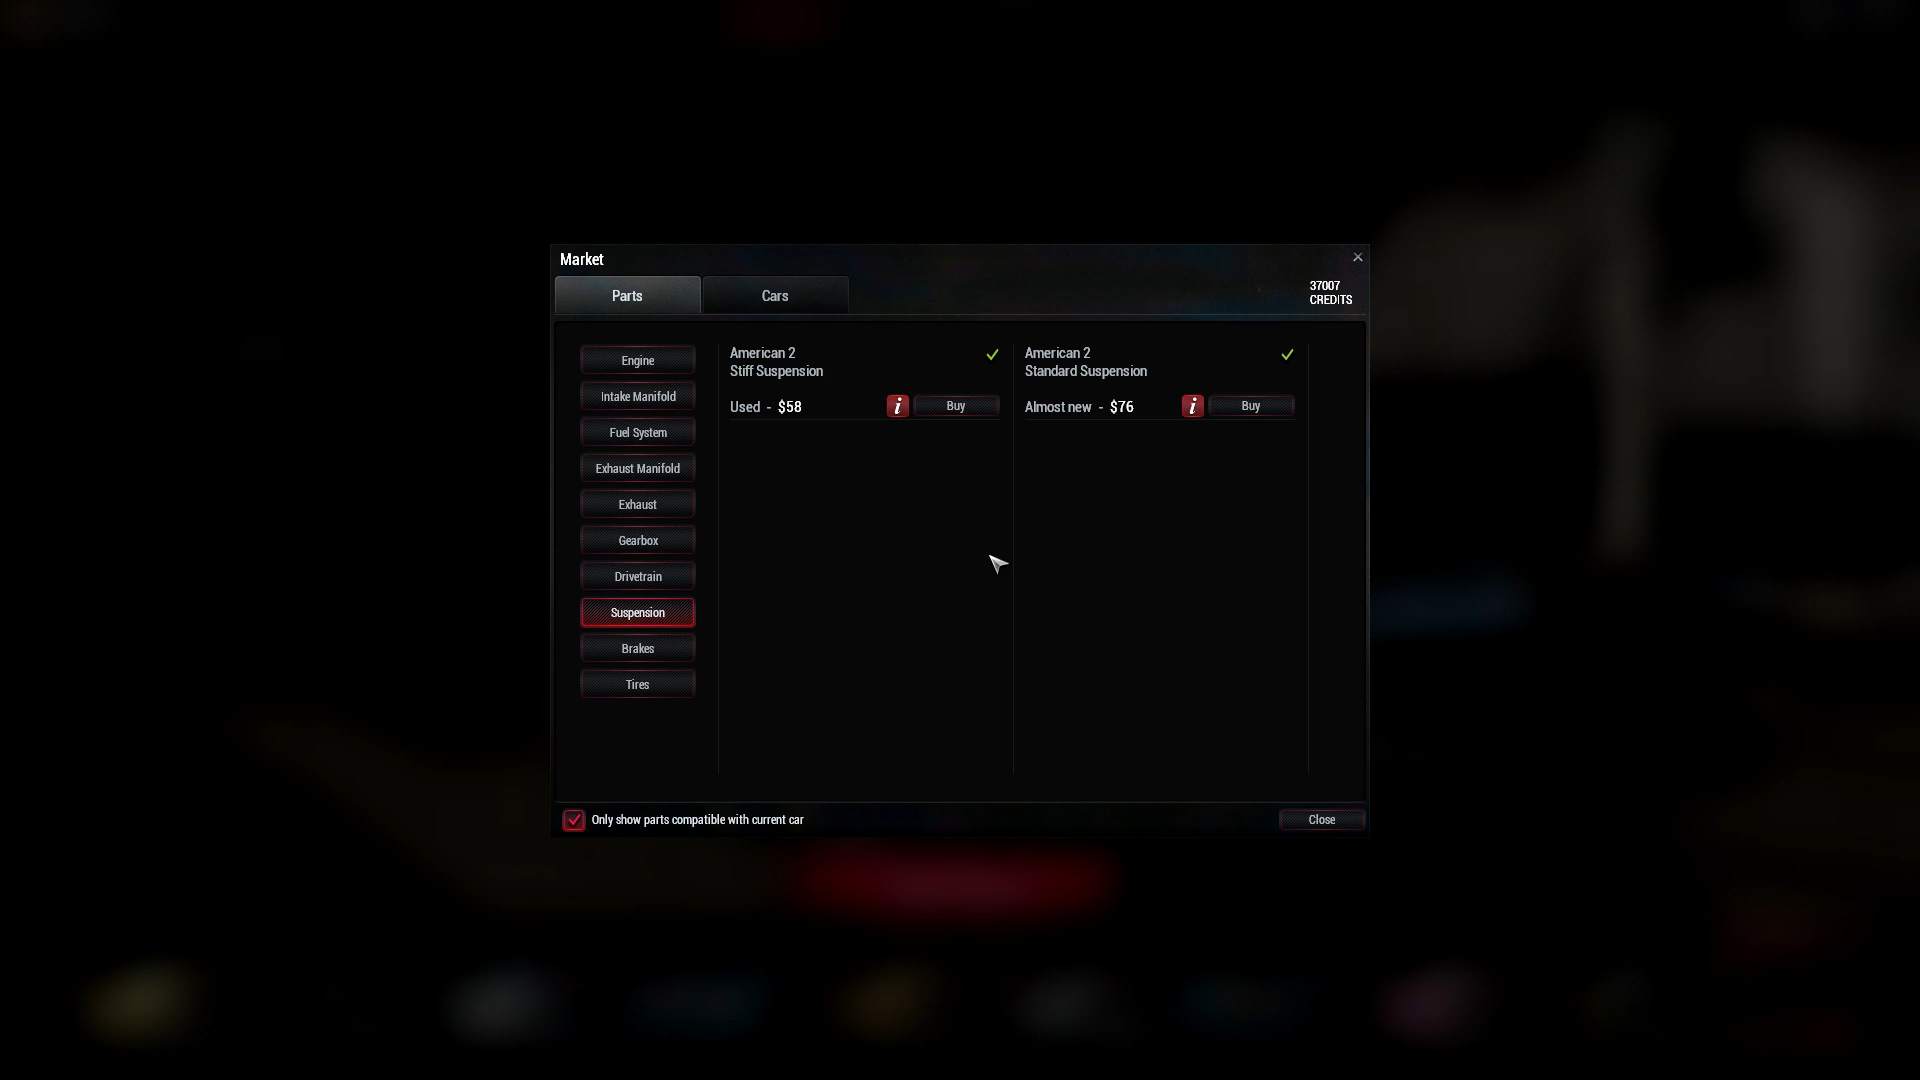 Market
Parts
Cars
37007
CREDITS
Engine
Intake Manifold
Fuel System
Exhaust Manifold
Exhaust
Gearbox
Drivetrain
Suspension
Brakes
Tires
American 2
Stiff Suspension
Used - $58
i
Buy
American 2
Standard Suspension
Almost new - $76
i
Buy
Only show parts compatible with current car
Close